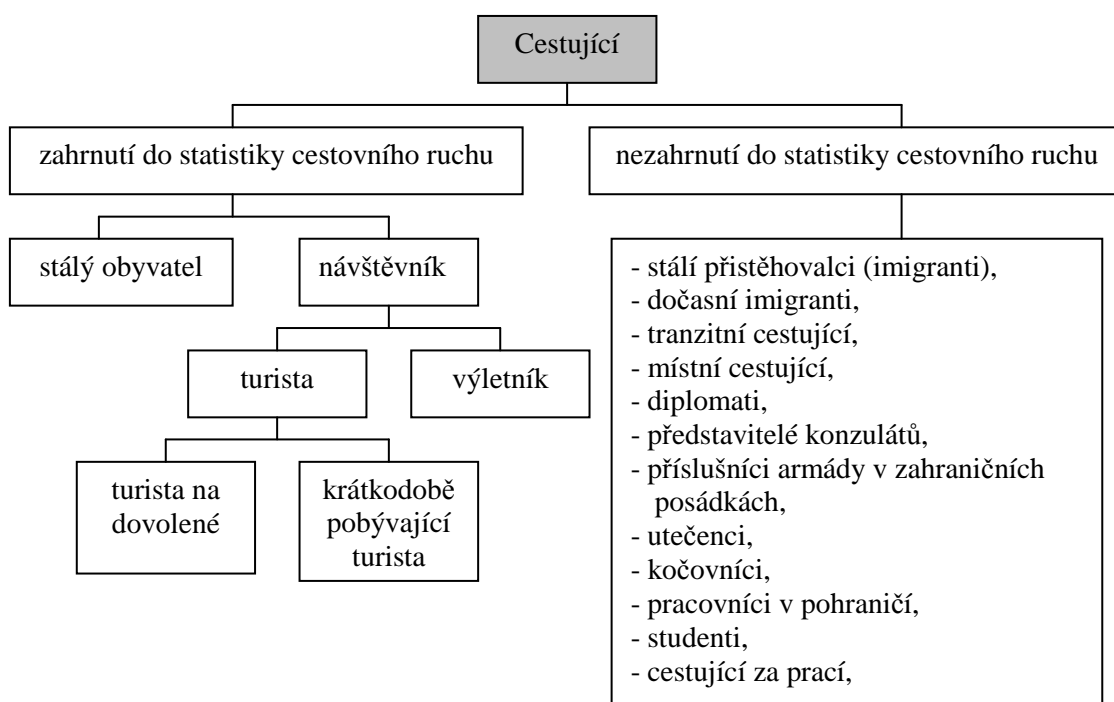 Cestující
zahrnutí do statistiky cestovního ruchu
nezahrnutí do statistiky cestovního ruchu
stálý obyvatel
návštěvník
turista
výletník
turista na
dovolené
krátkodobě
pobývající
turista
- stálí přistěhovalci (imigranti),
- dočasní imigranti,
- tranzitní cestující,
- místní cestující,
- diplomati,
- představitelé konzulátů,
- příslušníci armády v zahraničních
posádkách,
- utečenci,
- kočovníci,
- pracovníci v pohraničí,
- studenti,
- cestující za prací,